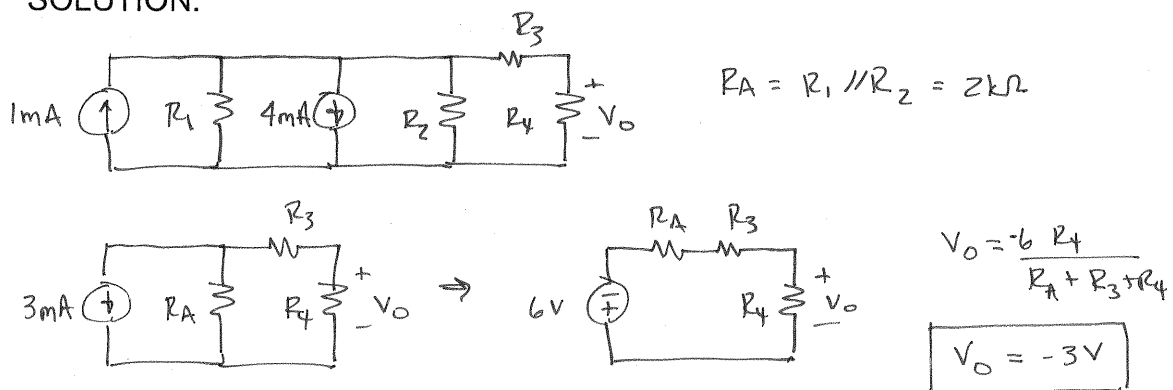 SOLUTION:
R3
1mA R1 4mA R2 R4 + - VO
RA = R1 // R2 = 2kΩ
R3
3mA RA R4 + - VO
→
RA R3
6V - + R4 + - VO
VO = -6 R4
RA + R3 + R4
VO = -3V